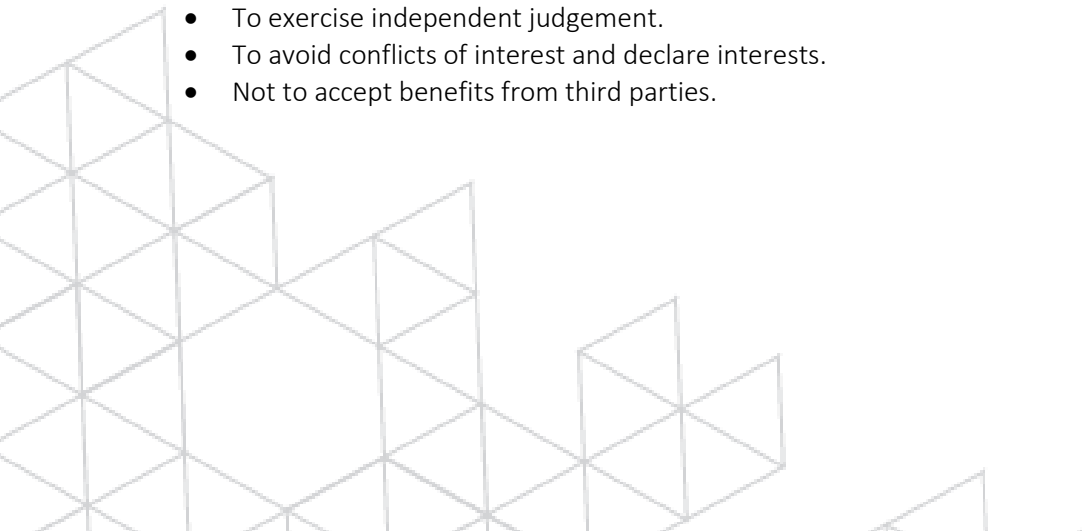 • To exercise independent judgement.
• To avoid conflicts of interest and declare interests.
• Not to accept benefits from third parties.